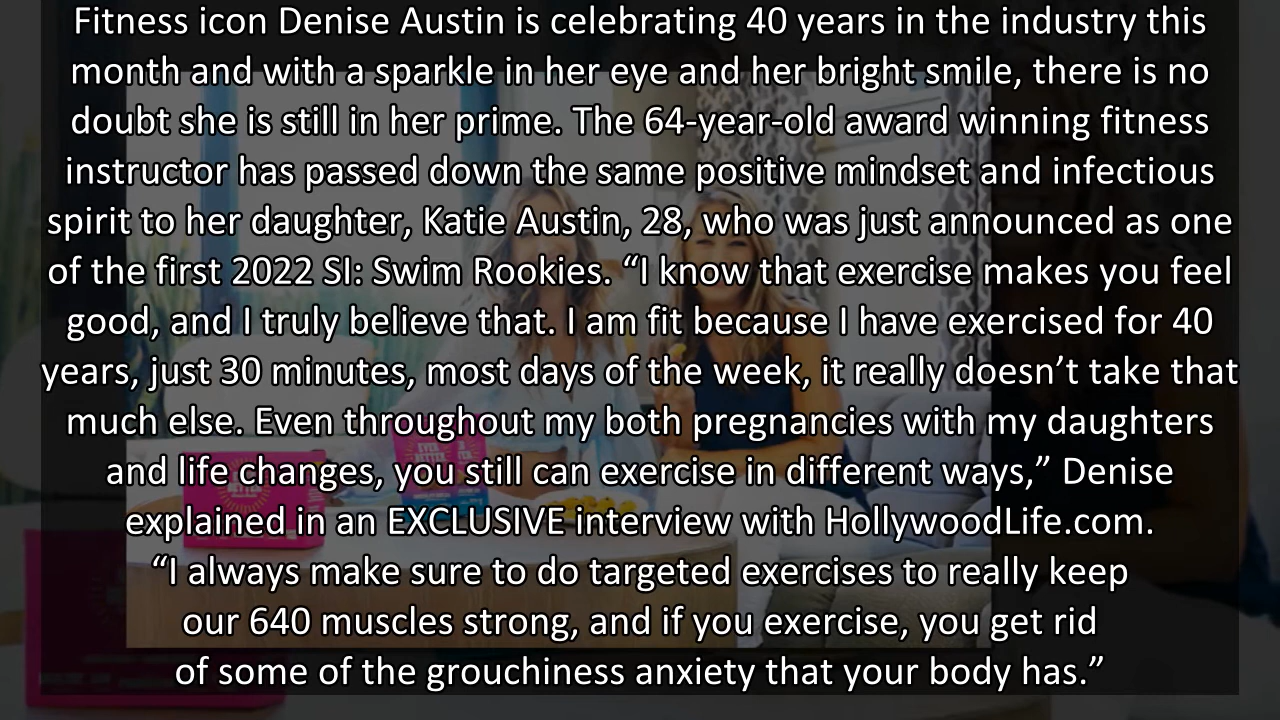 Fitness icon Denise Austin is celebrating 40 years in the industry this
month and with a sparkle in her eye and her bright smile, there is no
doubt she is still in her prime. The 64-year-old award winning fitness
instructor has passed down the same positive mindset and infectious
spirit to her daughter, Katie Austin, 28, who was just announced as one
of the first 2022 SI: Swim Rookies. “I know that exercise makes you feel
good, and I truly believe that. I am fit because I have exercised for 40
years, just 30 minutes, most days of the week, it really doesn’t take that
much else. Even throughout my both pregnancies with my daughters
and life changes, you still can exercise in different ways,” Denise
explained in an EXCLUSIVE interview with HollywoodLife.com.
“I always make sure to do targeted exercises to really keep
our 640 muscles strong, and if you exercise, you get rid
of some of the grouchiness anxiety that your body has.”